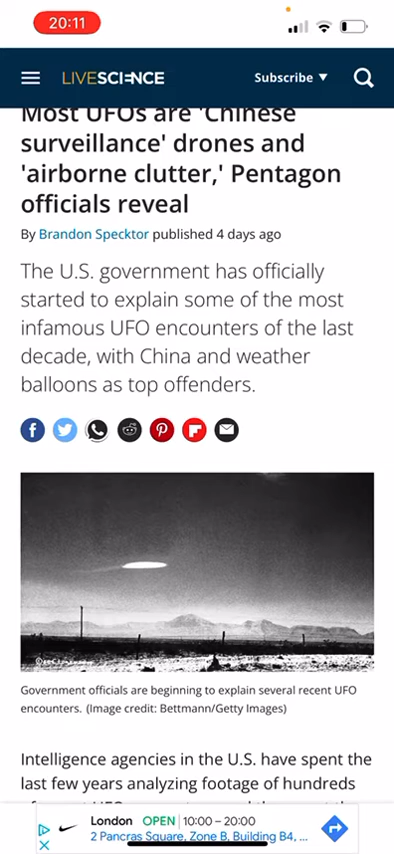 20:11
LIVESCIENCE
Subscribe ▼
Most UFOs are 'Chinese
surveillance' drones and
'airborne clutter,' Pentagon
officials reveal
By Brandon Specktor published 4 days ago
The U.S. government has officially
started to explain some of the most
infamous UFO encounters of the last
decade, with China and weather
balloons as top offenders.
Government officials are beginning to explain several recent UFO
encounters. (Image credit: Bettmann/Getty Images)
Intelligence agencies in the U.S. have spent the
last few years analyzing footage of hundreds
London OPEN 10:00 – 20:00
2 Pancras Square, Zone B, Building B4, ...